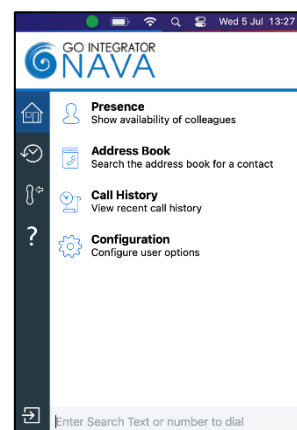 Wed 5 Jul 13:27
GO INTEGRATOR
NAVA
Presence
Show availability of colleagues
Address Book
Search the address book for a contact
Call History
View recent call history
?
Configuration
Configure user options
Enter Search Text or number to dial